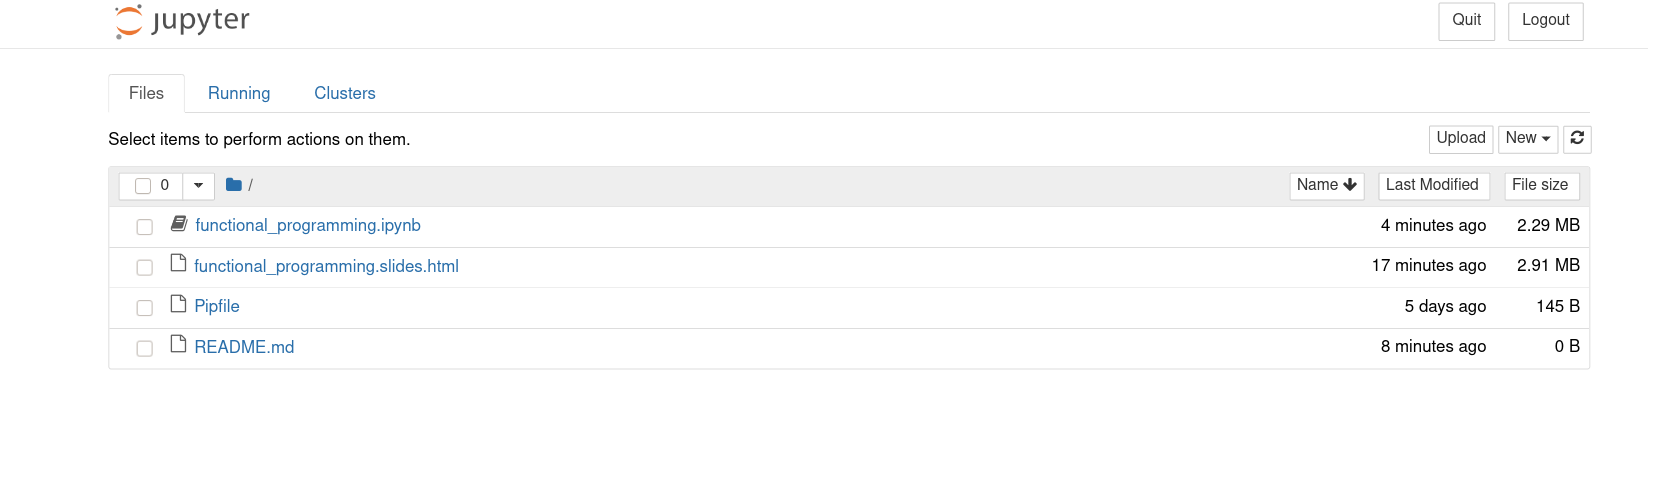 jupyter Quit Logout
Files Running Clusters
Select items to perform actions on them. Upload New
0 / Name Last Modified File size
functional_programming.ipynb 4 minutes ago 2.29 MB
functional_programming.slides.html 17 minutes ago 2.91 MB
Pipfile 5 days ago 145 B
README.md 8 minutes ago 0 B